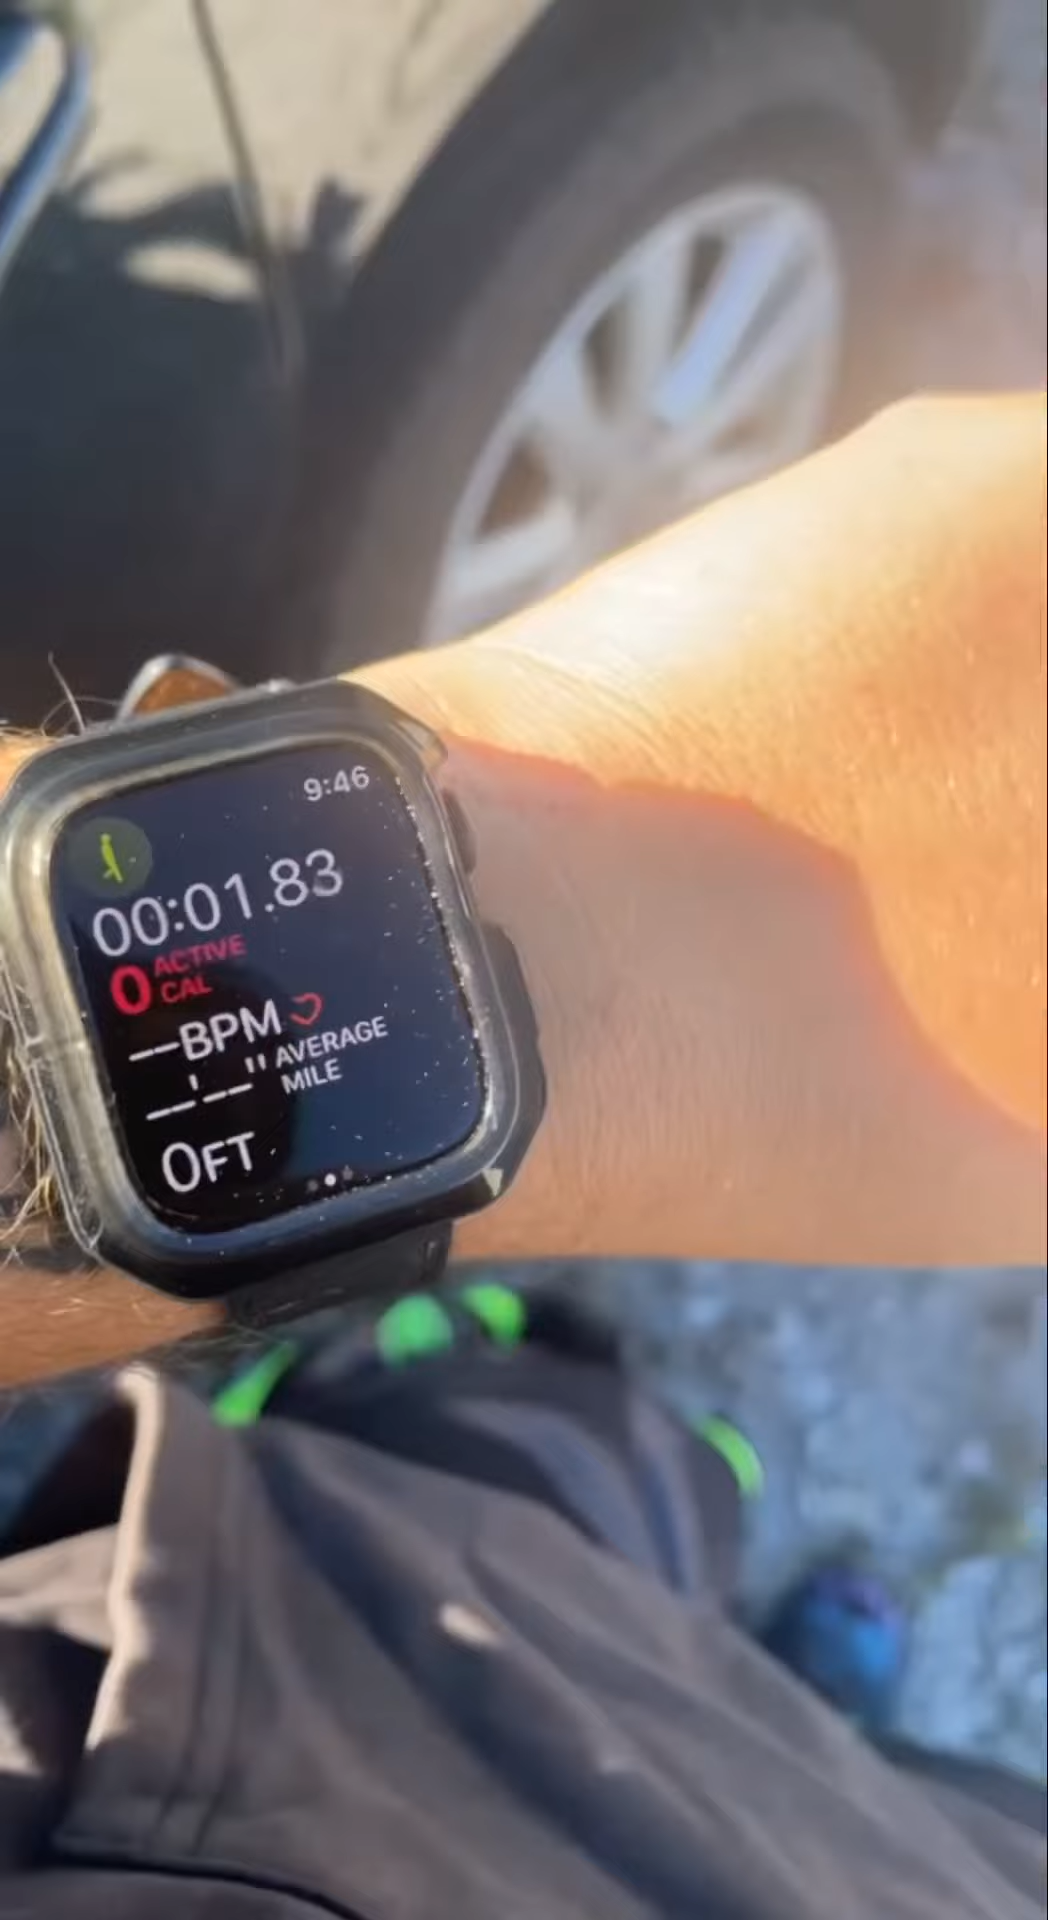 9:46
00:01.83
0 ACTIVE
CAL
--BPM
--'--" AVERAGE
MILE
0FT